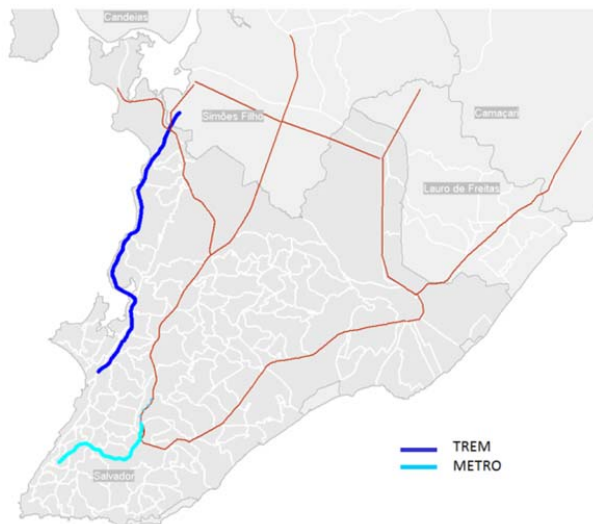 Candeias
Simões Filho
Camaçari
Lauro de Freitas
TREM
METRO
Salvador